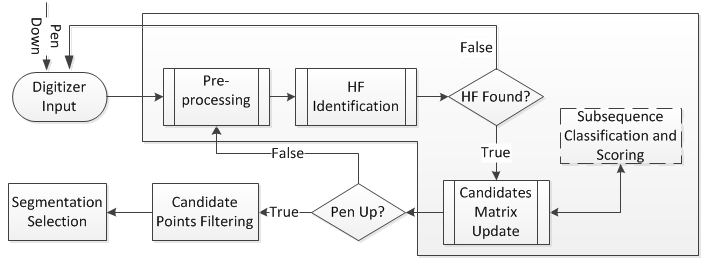 Pen
Down
False
Digitizer
Input
Pre-
processing
HF
Identification
HF Found?
Subsequence
Classification and
Scoring
True
False
Segmentation
Selection
Candidate
Points Filtering
True
Pen Up?
Candidates
Matrix
Update